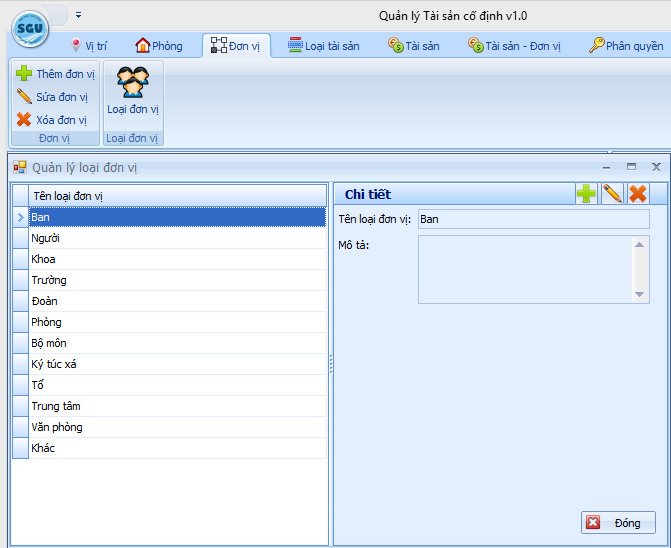 SGU
Quản lý Tài sản cố định v1.0
Vị trí Phòng Đơn vị Loại tài sản Tài sản Tài sản - Đơn vị Phân quyền
Thêm đơn vị
Sửa đơn vị
Xóa đơn vị
Loại đơn vị
Đơn vị Loại đơn vị
Quản lý loại đơn vị
Tên loại đơn vị
Ban
Người
Khoa
Trường
Đoàn
Phòng
Bộ môn
Ký túc xá
Tổ
Trung tâm
Văn phòng
Khác
Chi tiết
Tên loại đơn vị: Ban
Mô tả:
Đóng